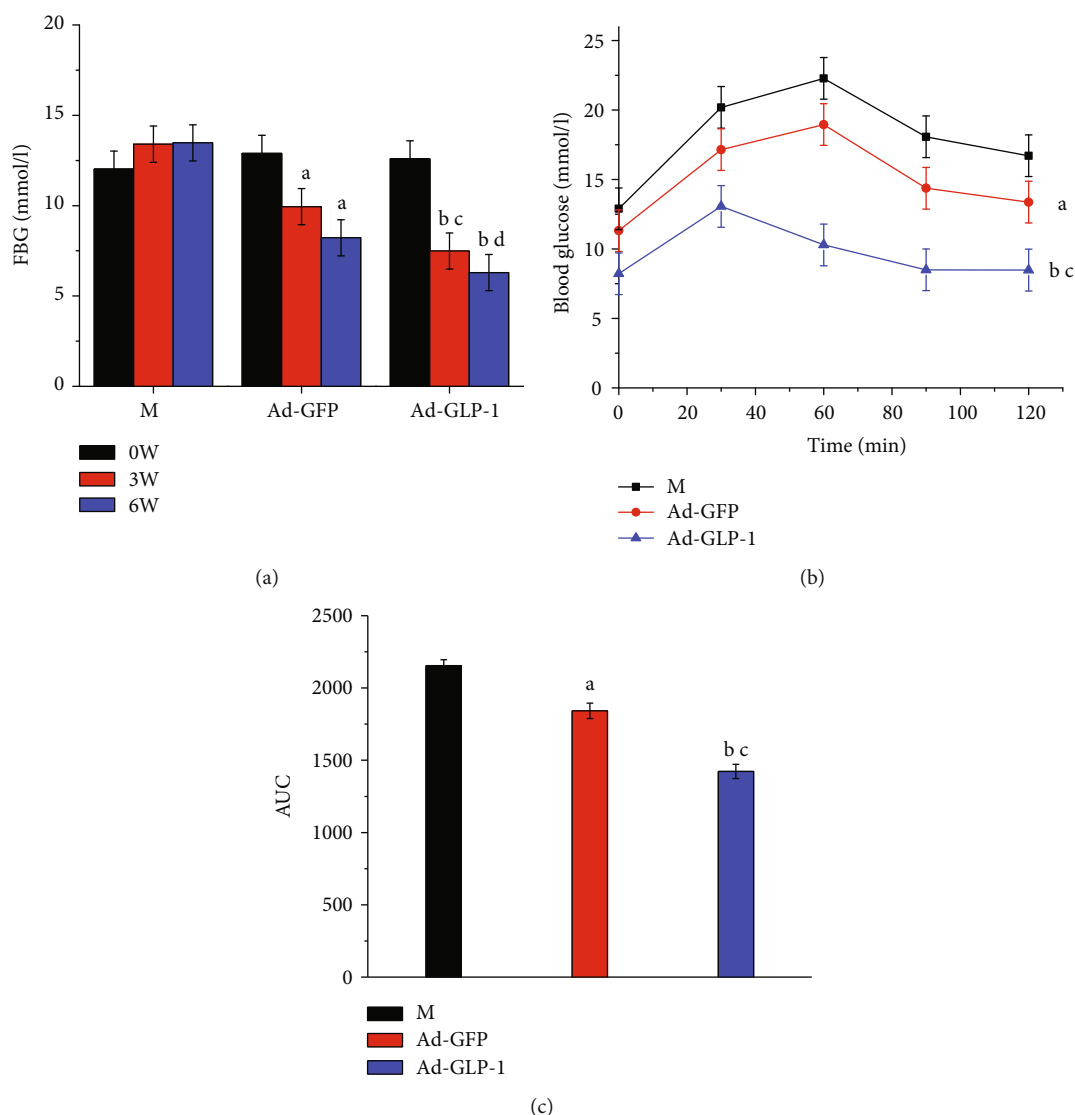 20
15
10
5
0
FBG (mmol/l)
a
a
b c
b d
M
Ad-GFP
Ad-GLP-1
0W
3W
6W
(a)
25
20
15
10
5
0
Blood glucose (mmol/l)
a
b c
0
20
40
60
80
100
120
Time (min)
M
Ad-GFP
Ad-GLP-1
(b)
2500
2000
1500
1000
500
0
AUC
a
b c
M
Ad-GFP
Ad-GLP-1
(c)